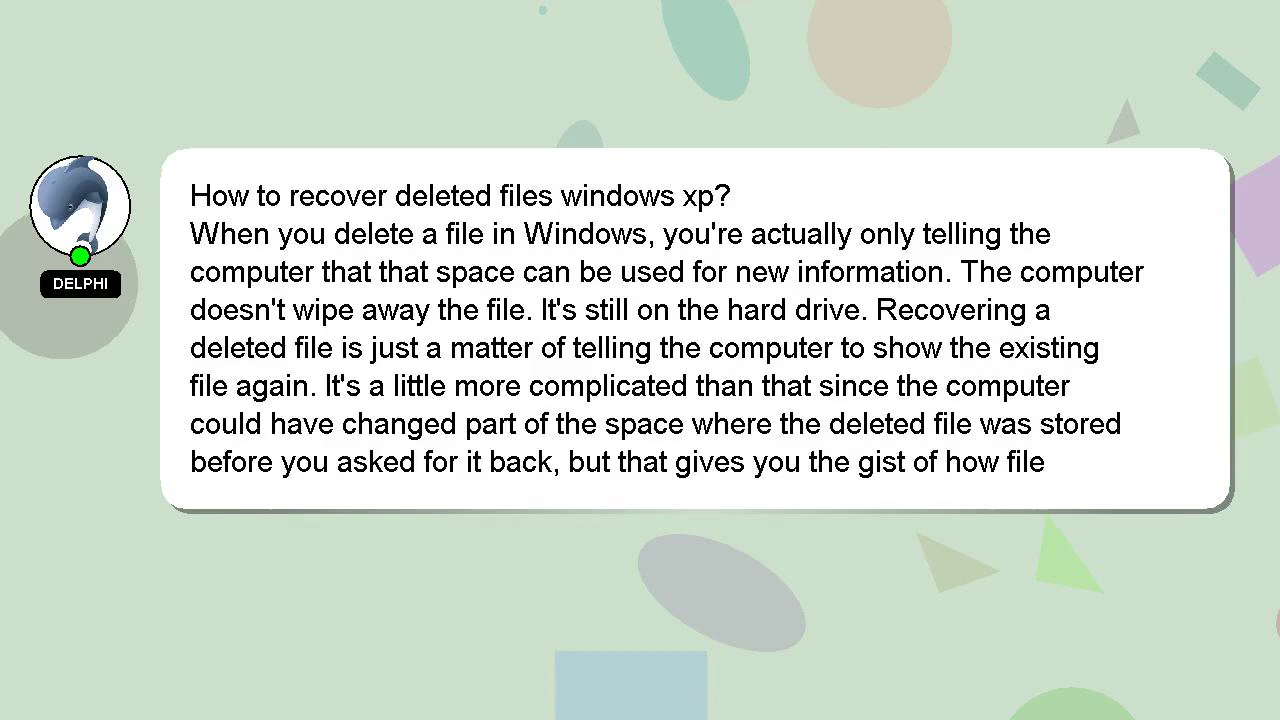 DELPHI
How to recover deleted files windows xp?
When you delete a file in Windows, you're actually only telling the
computer that that space can be used for new information. The computer
doesn't wipe away the file. It's still on the hard drive. Recovering a
deleted file is just a matter of telling the computer to show the existing
file again. It's a little more complicated than that since the computer
could have changed part of the space where the deleted file was stored
before you asked for it back, but that gives you the gist of how file